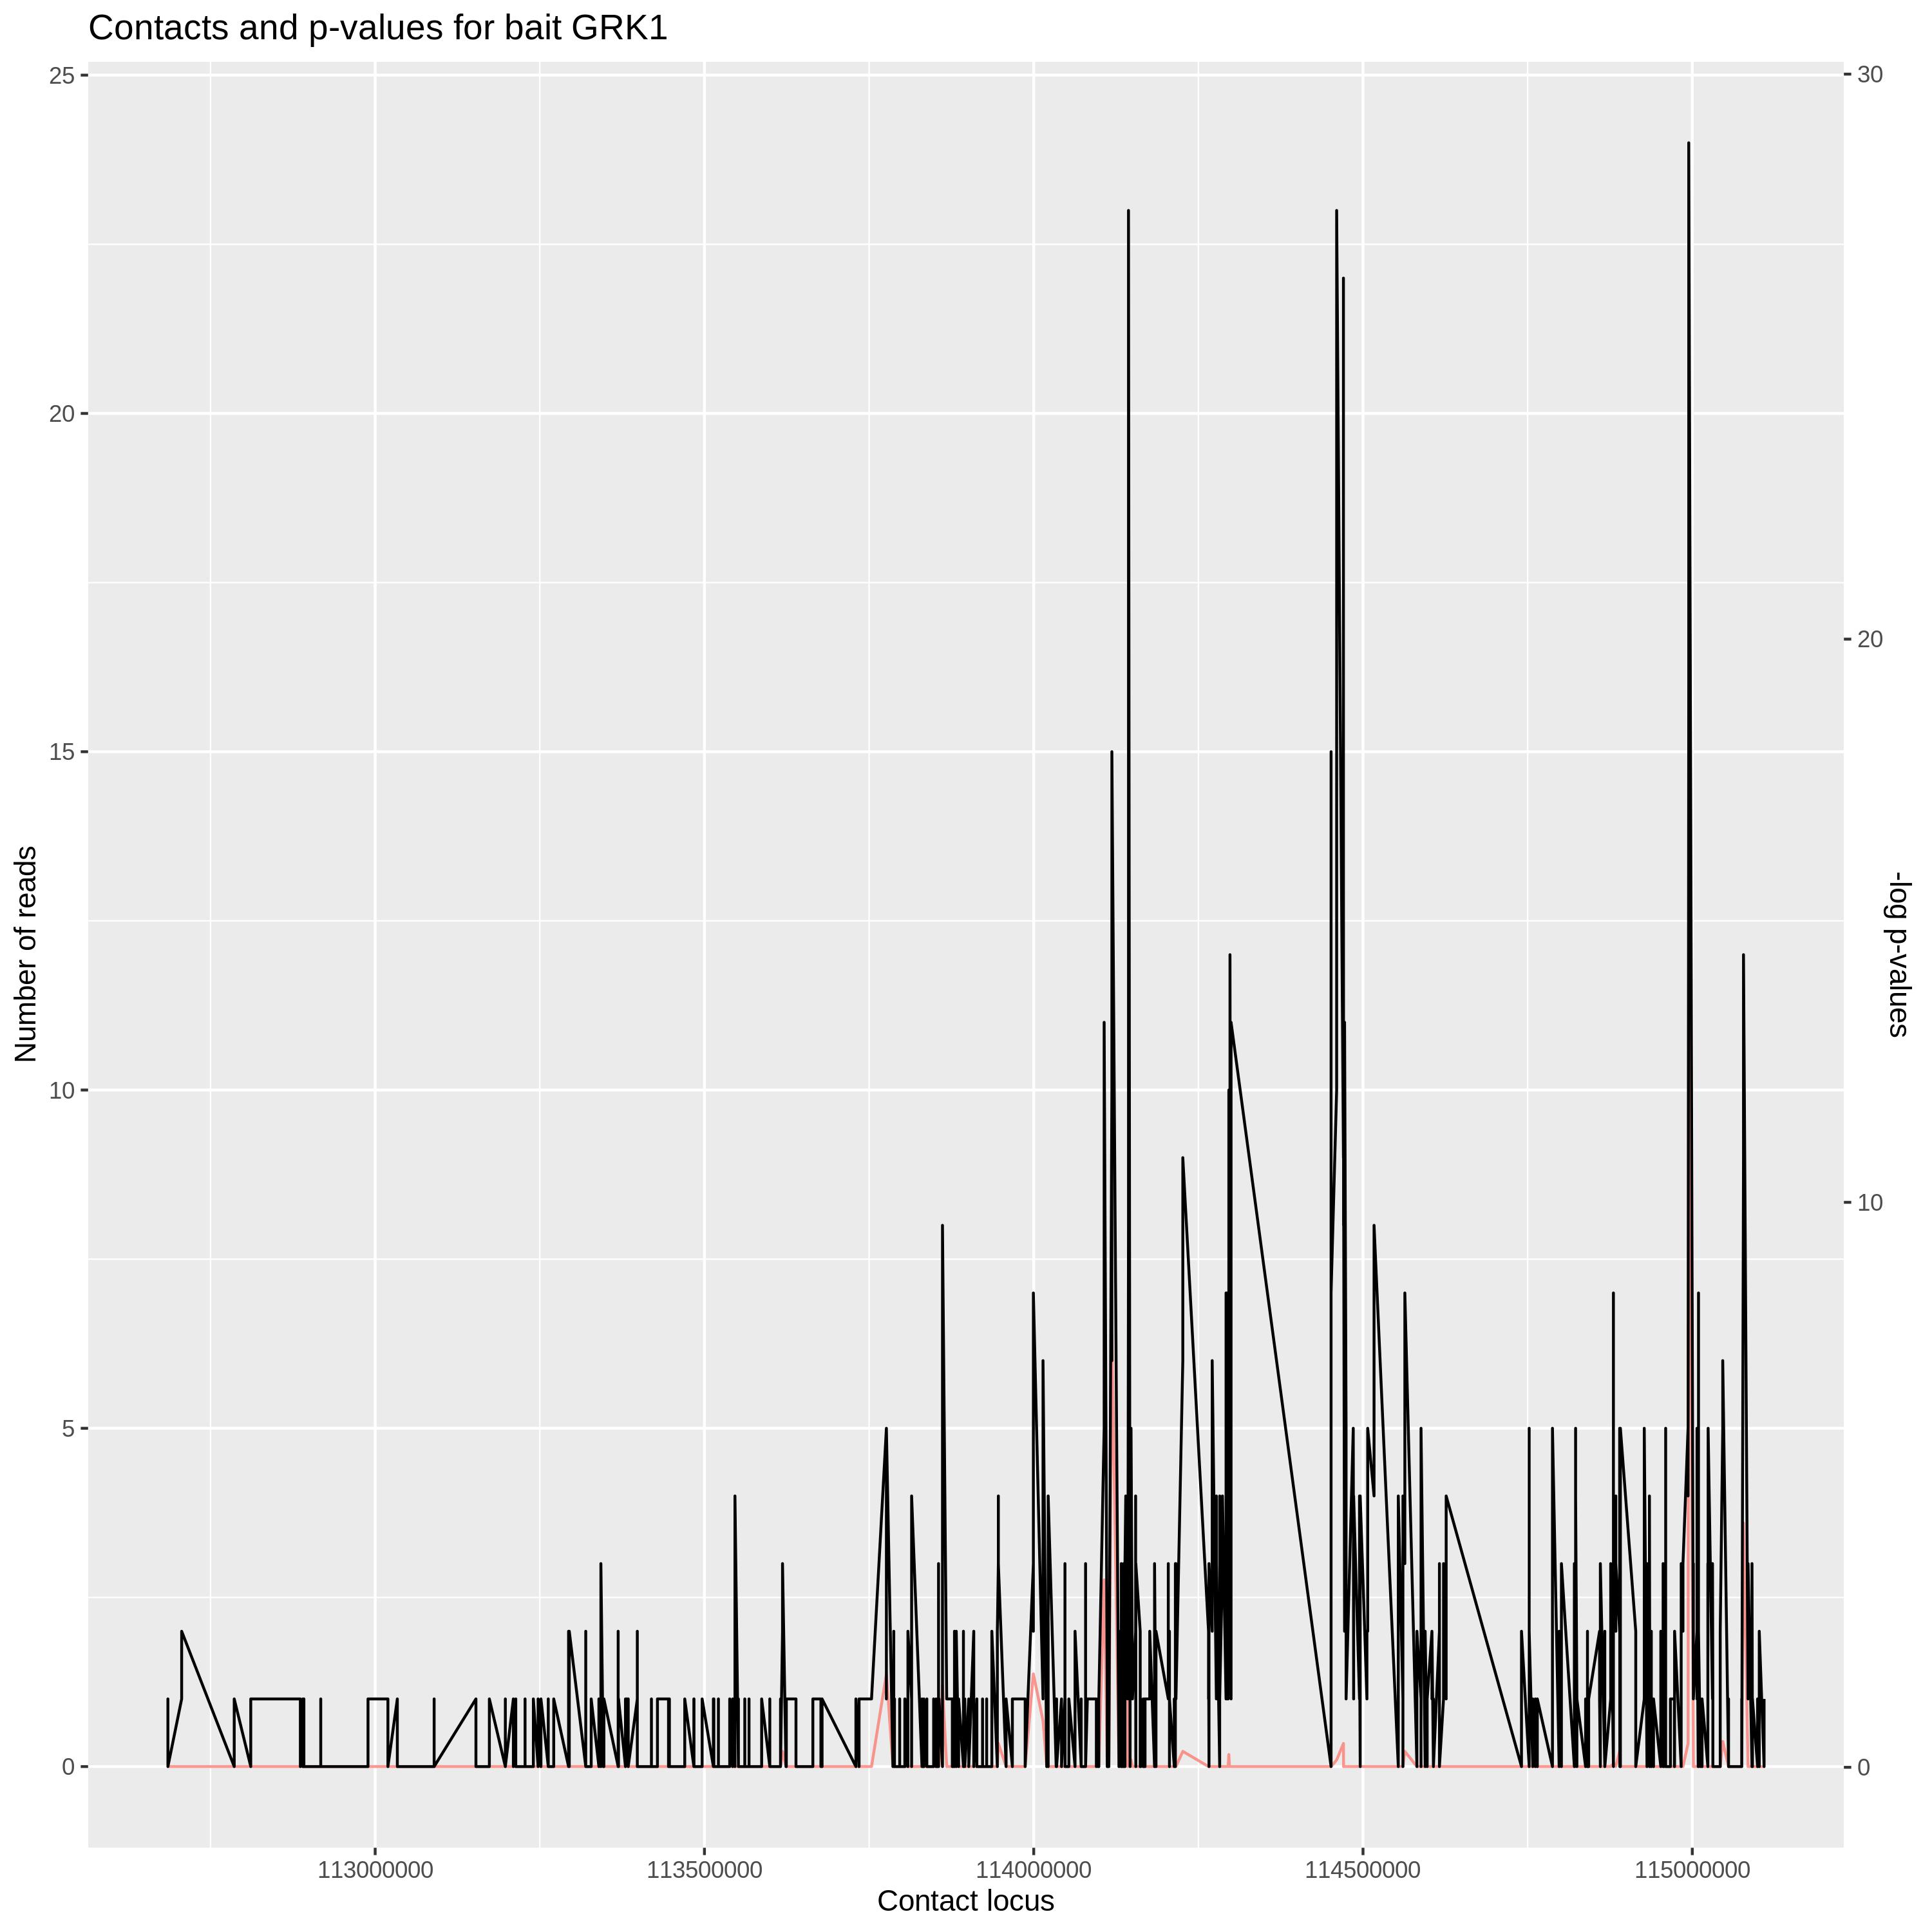 Contacts and p-values for bait GRK1
25
20
15
10
5
0
Number of reads
30
20
10
0
-log p-values
113000000 113500000 114000000 114500000 115000000
Contact locus